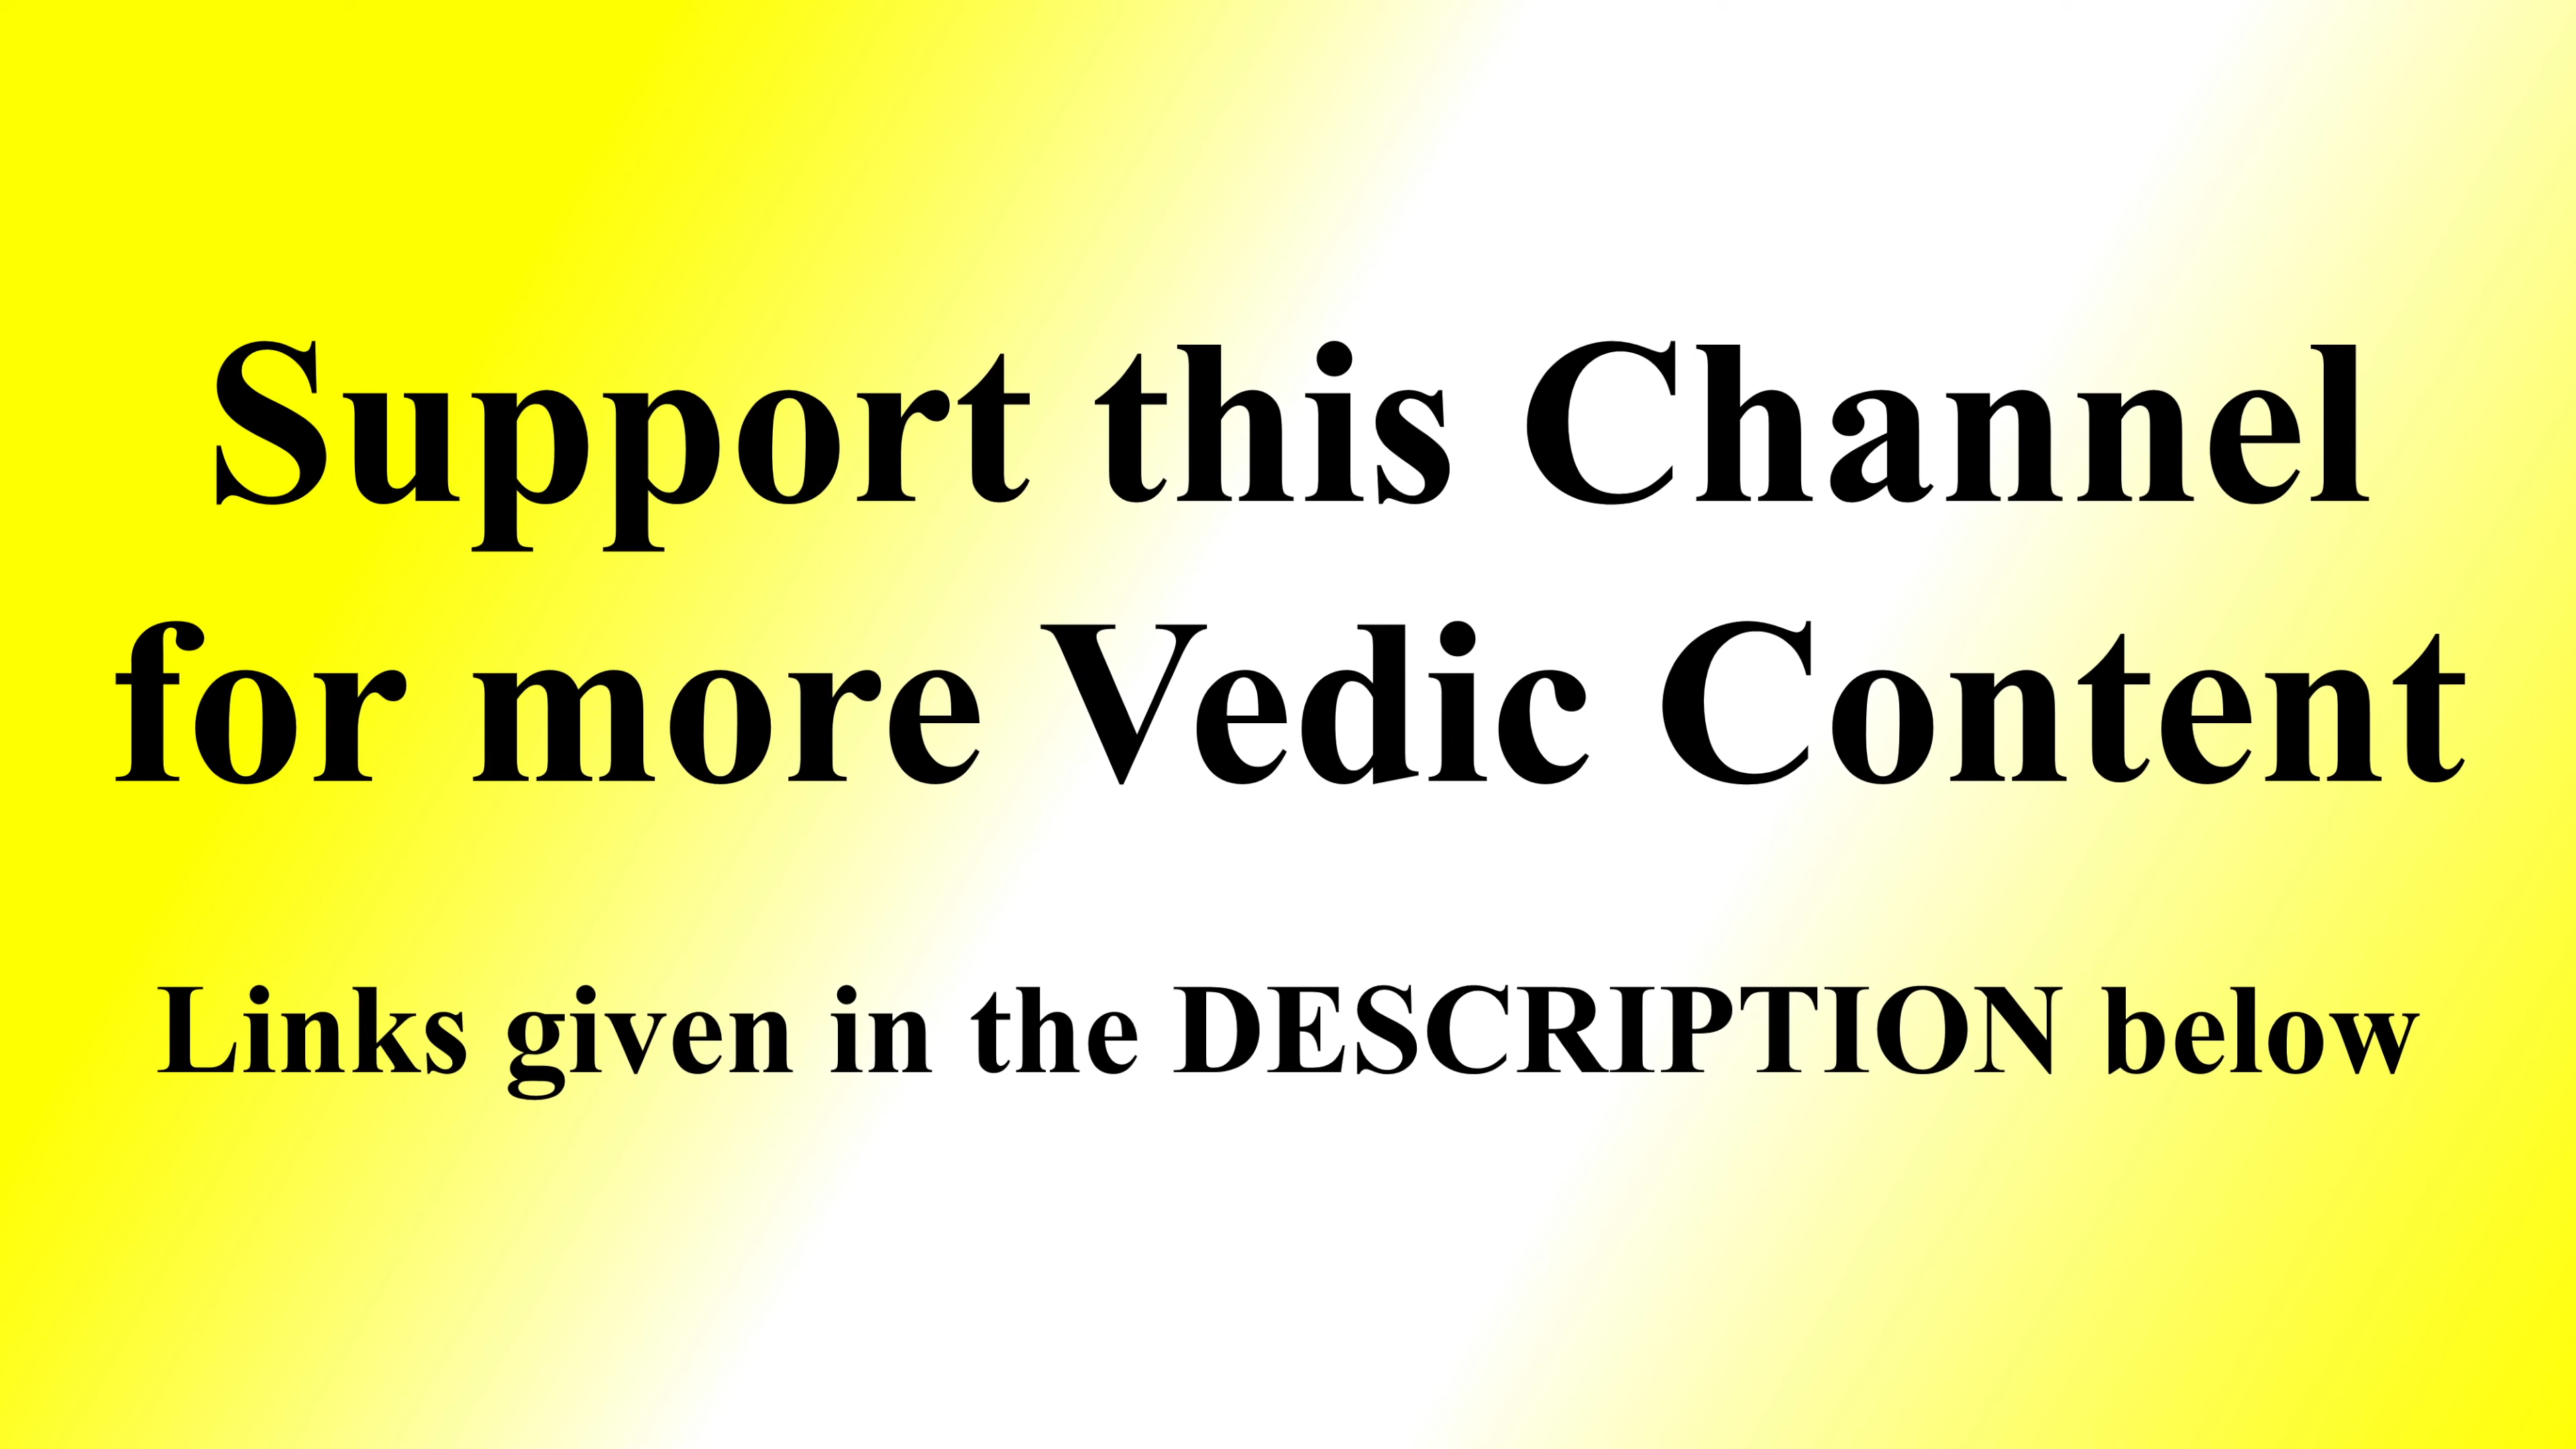 Support this Channel
for more Vedic Content
Links given in the DESCRIPTION below